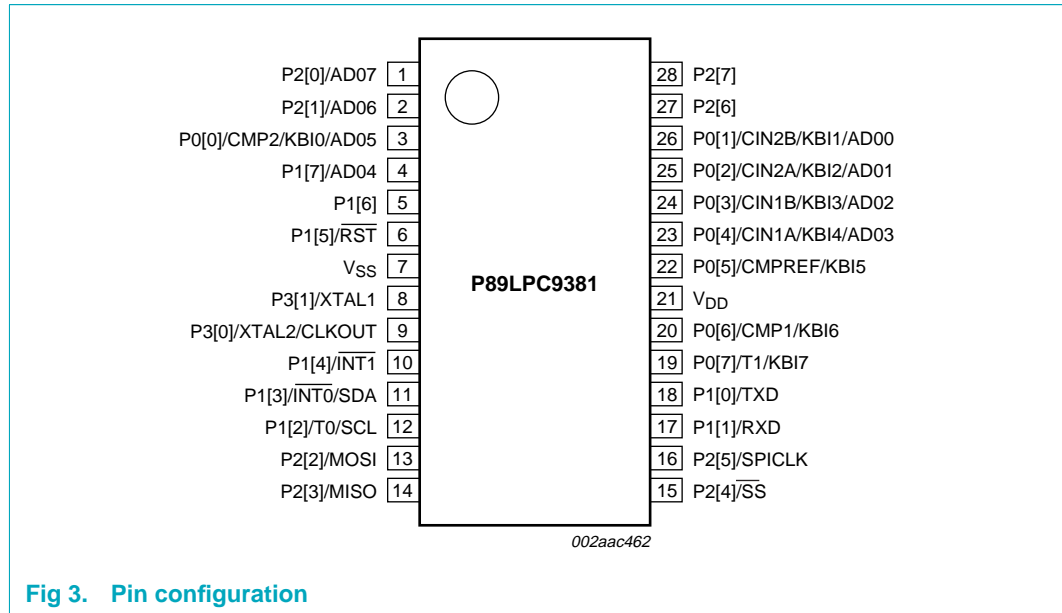 P2[0]/AD07 1
P2[1]/AD06 2
P0[0]/CMP2/KBI0/AD05 3
P1[7]/AD04 4
P1[6] 5
P1[5]/R̅S̅T̅ 6
VSS 7
P3[1]/XTAL1 8
P3[0]/XTAL2/CLKOUT 9
P1[4]/I̅N̅T̅1̅ 10
P1[3]/I̅N̅T̅0̅/SDA 11
P1[2]/T0/SCL 12
P2[2]/MOSI 13
P2[3]/MISO 14
P89LPC9381
28 P2[7]
27 P2[6]
26 P0[1]/CIN2B/KBI1/AD00
25 P0[2]/CIN2A/KBI2/AD01
24 P0[3]/CIN1B/KBI3/AD02
23 P0[4]/CIN1A/KBI4/AD03
22 P0[5]/CMPREF/KBI5
21 VDD
20 P0[6]/CMP1/KBI6
19 P0[7]/T1/KBI7
18 P1[0]/TXD
17 P1[1]/RXD
16 P2[5]/SPICLK
15 P2[4]/S̅S̅
002aac462
Fig 3. Pin configuration